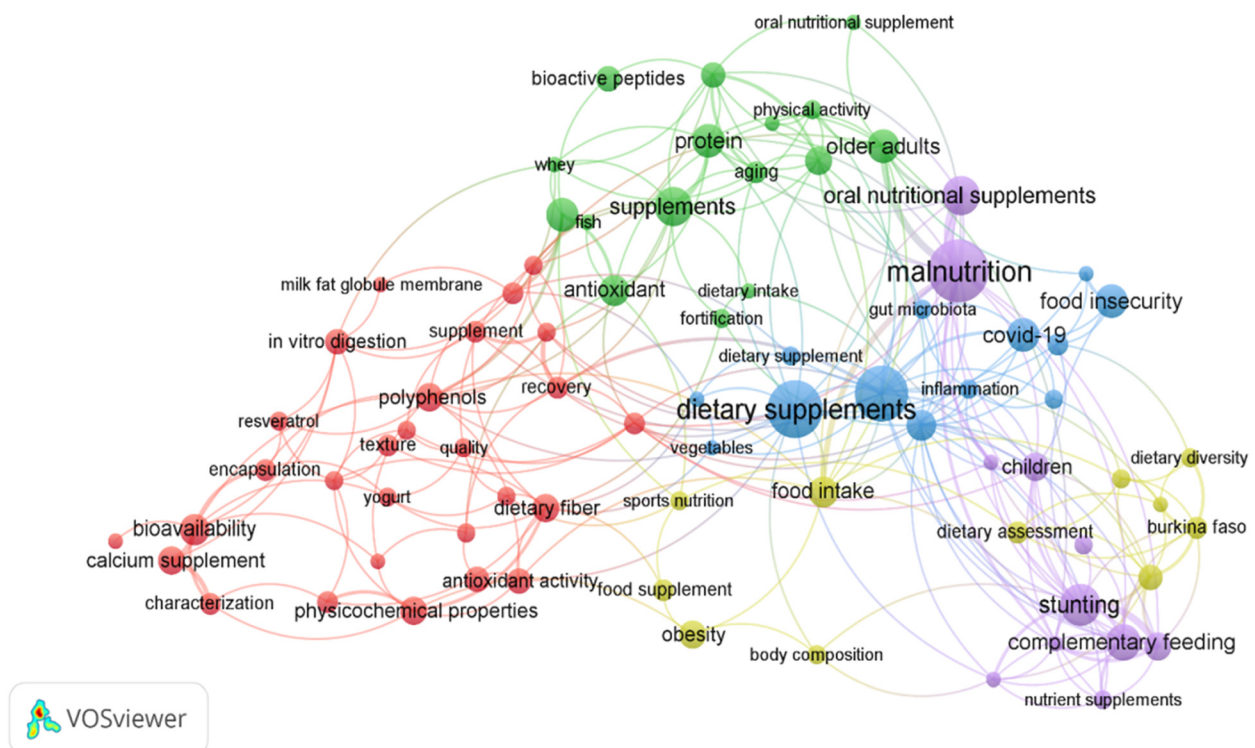 oral nutritional supplement
bioactive peptides
physical activity
protein
older adults
whey
aging
oral nutritional supplements
supplements
fish
malnutrition
milk fat globule membrane
antioxidant
dietary intake
food insecurity
gut microbiota
fortification
supplement
covid-19
in vitro digestion
dietary supplement
recovery
inflammation
polyphenols
dietary supplements
resveratrol
texture
quality
vegetables
dietary diversity
encapsulation
children
yogurt
sports nutrition
food intake
dietary fiber
bioavailability
dietary assessment
burkina faso
calcium supplement
antioxidant activity
food supplement
characterization
physicochemical properties
stunting
obesity
complementary feeding
body composition
nutrient supplements
VOSviewer